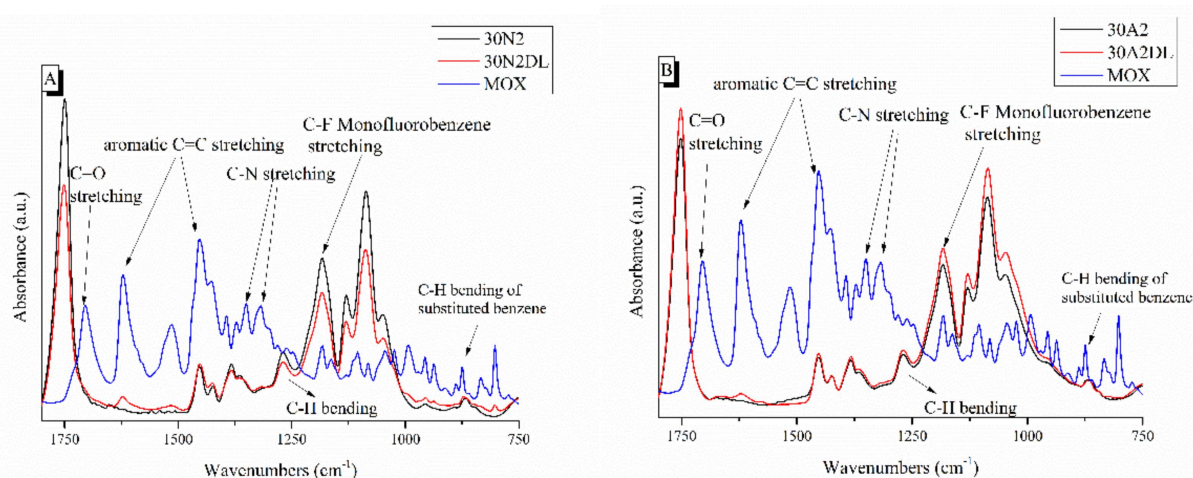 A
30N2
30N2DL
MOX
C=O
stretching
aromatic C=C stretching
C-N stretching
C-F Monofluorobenzene
stretching
C-H bending of
substituted benzene
C-H bending
Absorbance (a.u.)
1750 1500 1250 1000 750
Wavenumbers (cm-1)
B
30A2
30A2DL
MOX
C=O
stretching
aromatic C=C stretching
C-N stretching
C-F Monofluorobenzene
stretching
C-H bending of
substituted benzene
C-H bending
Absorbance (a.u.)
1750 1500 1250 1000 750
Wavenumbers (cm-1)